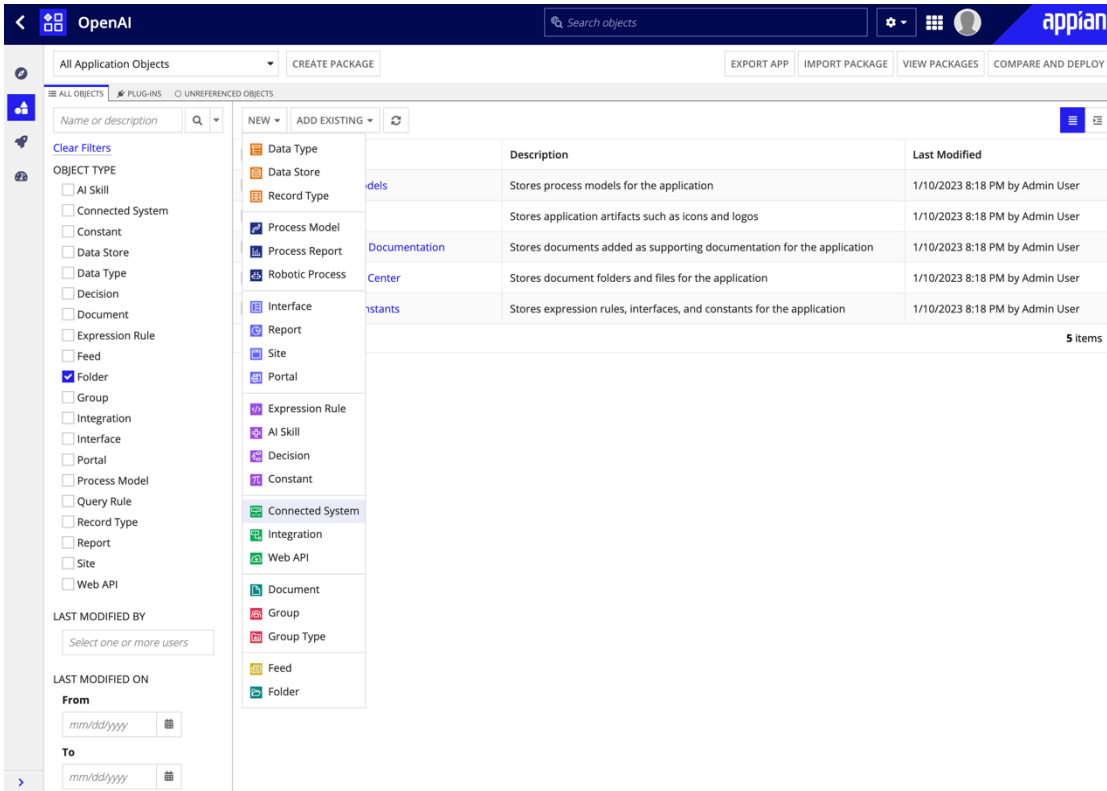 OpenAI
Search objects
appian
All Application Objects
CREATE PACKAGE
EXPORT APP
IMPORT PACKAGE
VIEW PACKAGES
COMPARE AND DEPLOY
ALL OBJECTS
PLUG-INS
UNREFERENCED OBJECTS
Name or description
Clear Filters
OBJECT TYPE
AI Skill
Connected System
Constant
Data Store
Data Type
Decision
Document
Expression Rule
Feed
Folder
Group
Integration
Interface
Portal
Process Model
Query Rule
Record Type
Report
Site
Web API
LAST MODIFIED BY
Select one or more users
LAST MODIFIED ON
From
mm/dd/yyyy
To
mm/dd/yyyy
NEW
ADD EXISTING
Data Type
Data Store
Record Type
Process Model
Process Report
Robotic Process
Interface
Report
Site
Portal
Expression Rule
AI Skill
Decision
Constant
Connected System
Integration
Web API
Document
Group
Group Type
Feed
Folder
Description
Last Modified
dels
Stores process models for the application
1/10/2023 8:18 PM by Admin User
Stores application artifacts such as icons and logos
1/10/2023 8:18 PM by Admin User
Documentation
Stores documents added as supporting documentation for the application
1/10/2023 8:18 PM by Admin User
Center
Stores document folders and files for the application
1/10/2023 8:18 PM by Admin User
nstants
Stores expression rules, interfaces, and constants for the application
1/10/2023 8:18 PM by Admin User
5 items